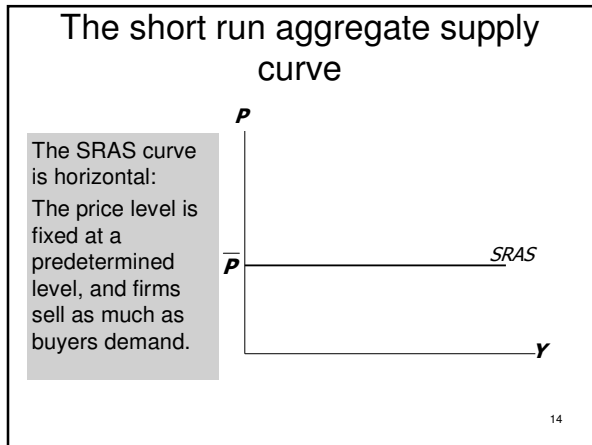 The short run aggregate supply
curve
The SRAS curve
is horizontal:
The price level is
fixed at a
predetermined
level, and firms
sell as much as
buyers demand.
P
P̅
SRAS
Y
14